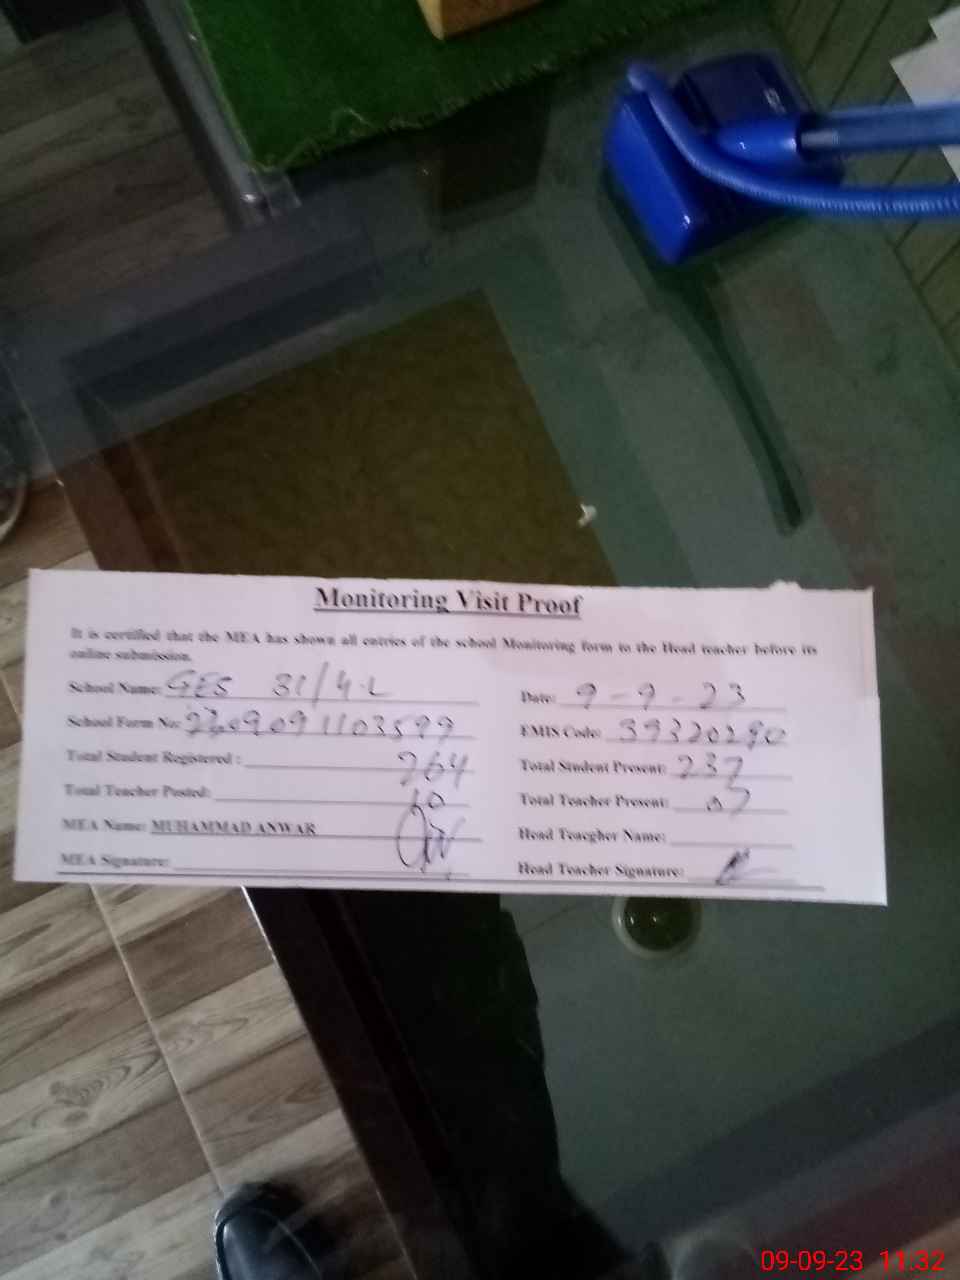 Monitoring Visit Proof
It is certified that the MEA has shown all entries of the school Monitoring form to the Head teacher before its
online submission.
School Name: GES 31/4-L
Date: 9-9-23
School Form No:
EMIS Code: 39320290
Total Student Registered : 264
Total Student Present: 237
Total Teacher Posted: 10
Total Teacher Present: 07
MEA Name: MUHAMMAD ANWAR
Head Teacgher Name:
MEA Signature:
Head Teacher Signature:
09-09-23 11:32